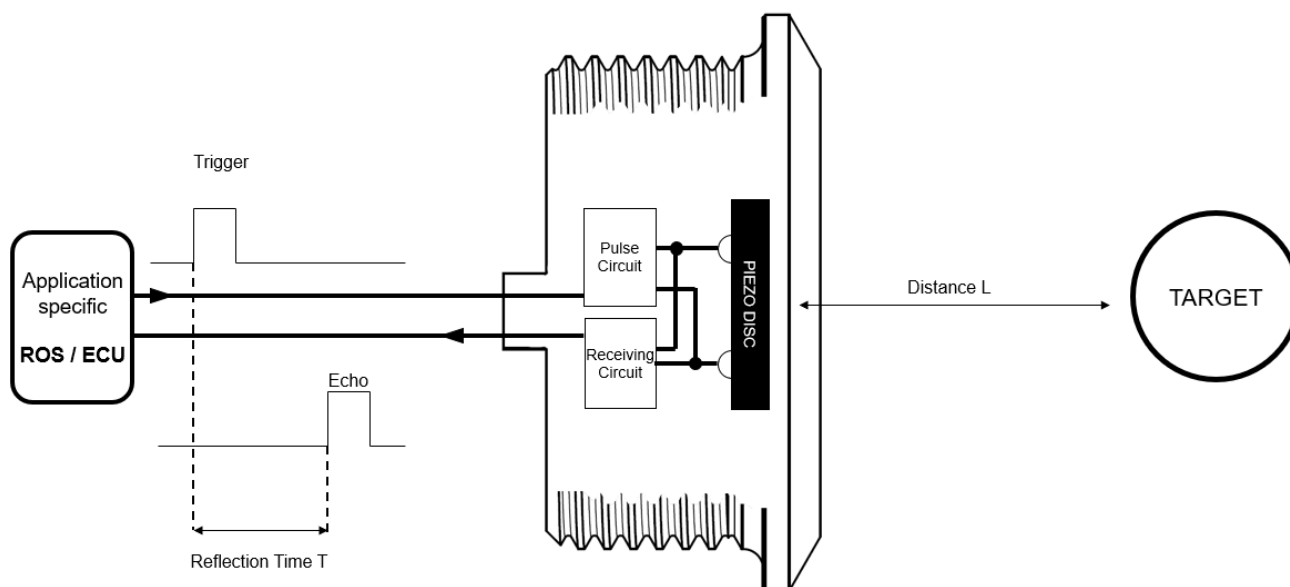 Trigger
Application
specific
ROS / ECU
Pulse
Circuit
Receiving
Circuit
PIEZO DISC
Distance L
TARGET
Echo
Reflection Time T